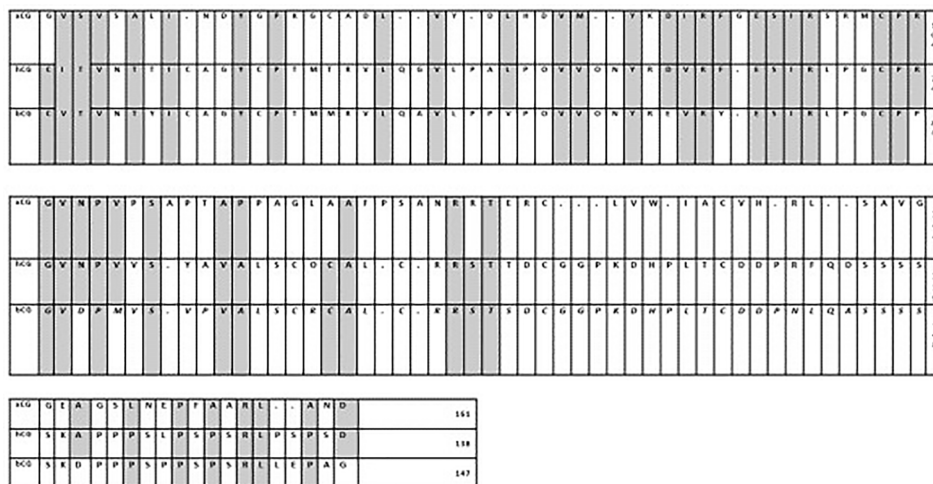 aCG G V S V S A L I . N D Y G P R G C A D L . . V Y . D L H D V M . . Y K D I R F G E S I R S R M C P R
hCG C I T V N T T I C A G Y C P T M T R V L Q G V L P A L P O V V O N Y R D V R F . E S I R L P G C P R
bCG C V T V N T Y I C A G Y C P T M M R V L Q A V L P P V P O V V O N Y R E V R Y . E S I R L P G C P P
aCG G V N P V P S A P T A P P A G L A A F P S A N R R T E R C . . . L V W . I A C V H . R L . . S A V G
hCG G V N P V V S . Y A V A L S C O C A L . C . R R S T T D C G G P K D H P L T C D D P R F Q D S S S S
bCG G V D P M V S . V P V A L S C R C A L . C . R R S T S D C G G P K D H P L T C D D P N L Q A S S S S
aCG G E A G S L N E P F A A R L . . A N D 161
hCG S K A P P P S L P S P S R L P S P S D 138
bCG S K D P P P S P P S P S R L L E P A G 147